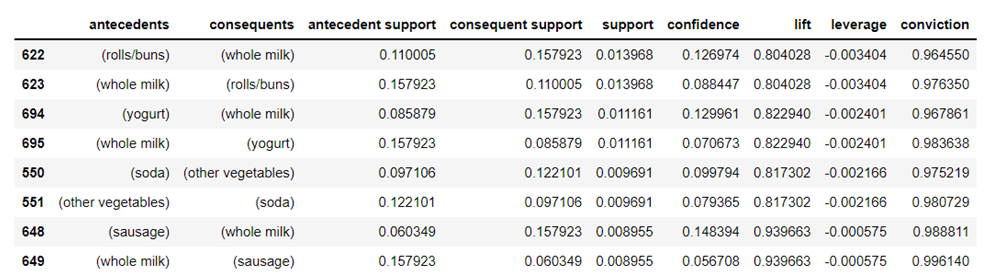 antecedents consequents antecedent support consequent support support confidence lift leverage conviction
622 (rolls/buns) (whole milk) 0.110005 0.157923 0.013968 0.126974 0.804028 -0.003404 0.964550
623 (whole milk) (rolls/buns) 0.157923 0.110005 0.013968 0.088447 0.804028 -0.003404 0.976350
694 (yogurt) (whole milk) 0.085879 0.157923 0.011161 0.129961 0.822940 -0.002401 0.967861
695 (whole milk) (yogurt) 0.157923 0.085879 0.011161 0.070673 0.822940 -0.002401 0.983638
550 (soda) (other vegetables) 0.097106 0.122101 0.009691 0.099794 0.817302 -0.002166 0.975219
551 (other vegetables) (soda) 0.122101 0.097106 0.009691 0.079365 0.817302 -0.002166 0.980729
648 (sausage) (whole milk) 0.060349 0.157923 0.008955 0.148394 0.939663 -0.000575 0.988811
649 (whole milk) (sausage) 0.157923 0.060349 0.008955 0.056708 0.939663 -0.000575 0.996140